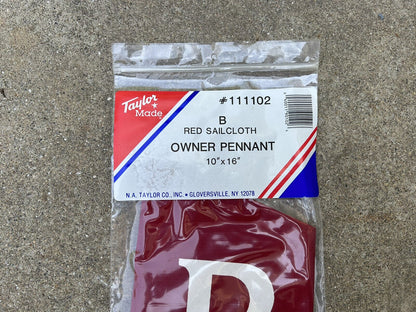 Taylor
Made
#111102
B
RED SAILCLOTH
OWNER PENNANT
10"x16"
N. A. TAYLOR CO., INC. • GLOVERSVILLE, NY 12078
B